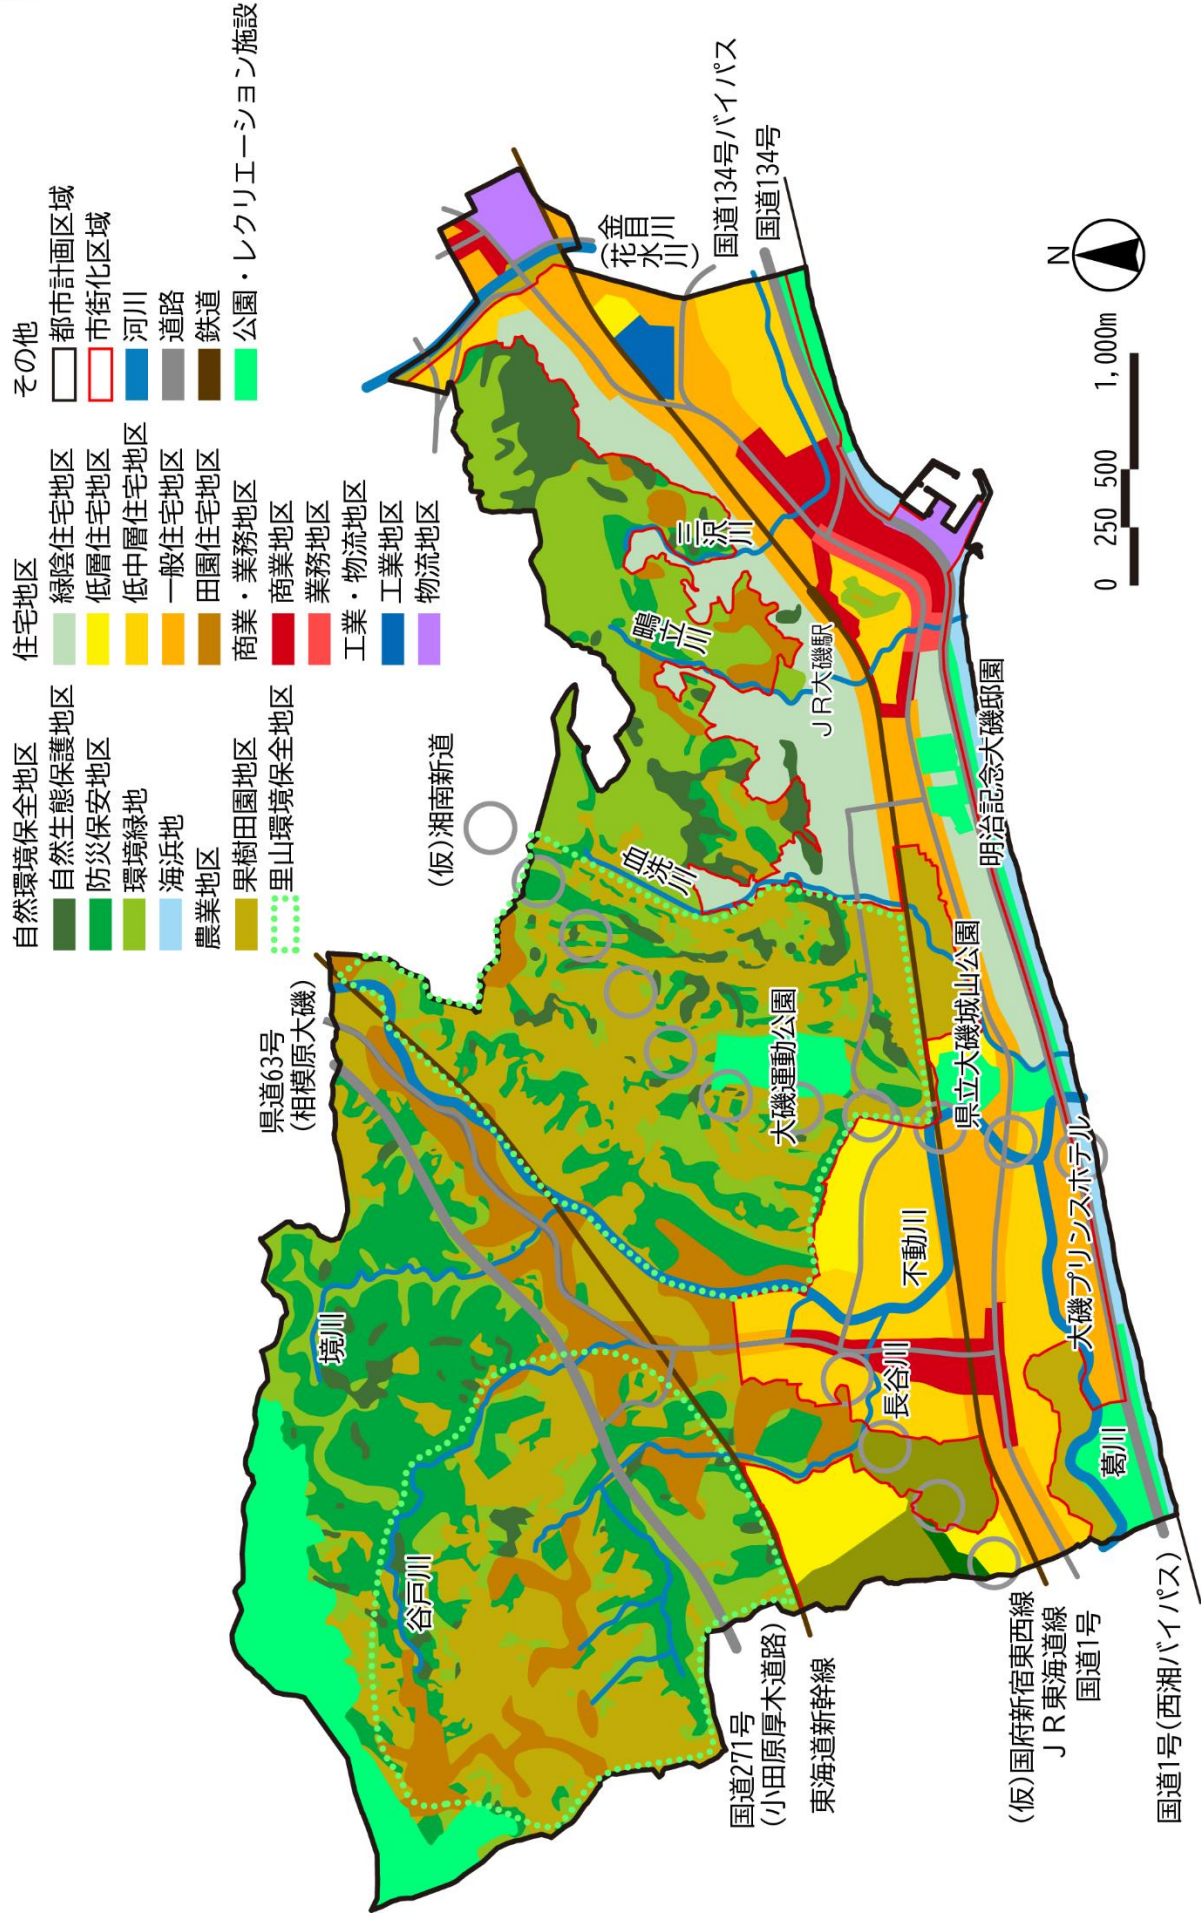 自然環境保全地区
自然生態保護地区
防災保安地区
環境緑地
海浜地
農業地区
果樹田園地区
里山環境保全地区
住宅地区
緑陰住宅地区
低層住宅地区
低中層住宅地区
一般住宅地区
田園住宅地区
商業・業務地区
商業地区
業務地区
工業・物流地区
工業地区
物流地区
その他
都市計画区域
市街化区域
河川
道路
鉄道
公園・レクリエーション施設
県道63号
(相模原大磯)
(仮)湘南新道
境川
谷戸川
血洗川
鴫立川
三沢川
金目川
(花水川)
国道134号バイパス
国道134号
JR大磯駅
大磯運動公園
不動川
長谷川
県立大磯城山公園
明治記念大磯邸園
大磯プリンスホテル
葛川
国道271号
(小田原厚木道路)
東海道新幹線
(仮)国府新宿東西線
JR東海道線
国道1号
国道1号(西湘バイパス)
N
0 250 500 1,000m